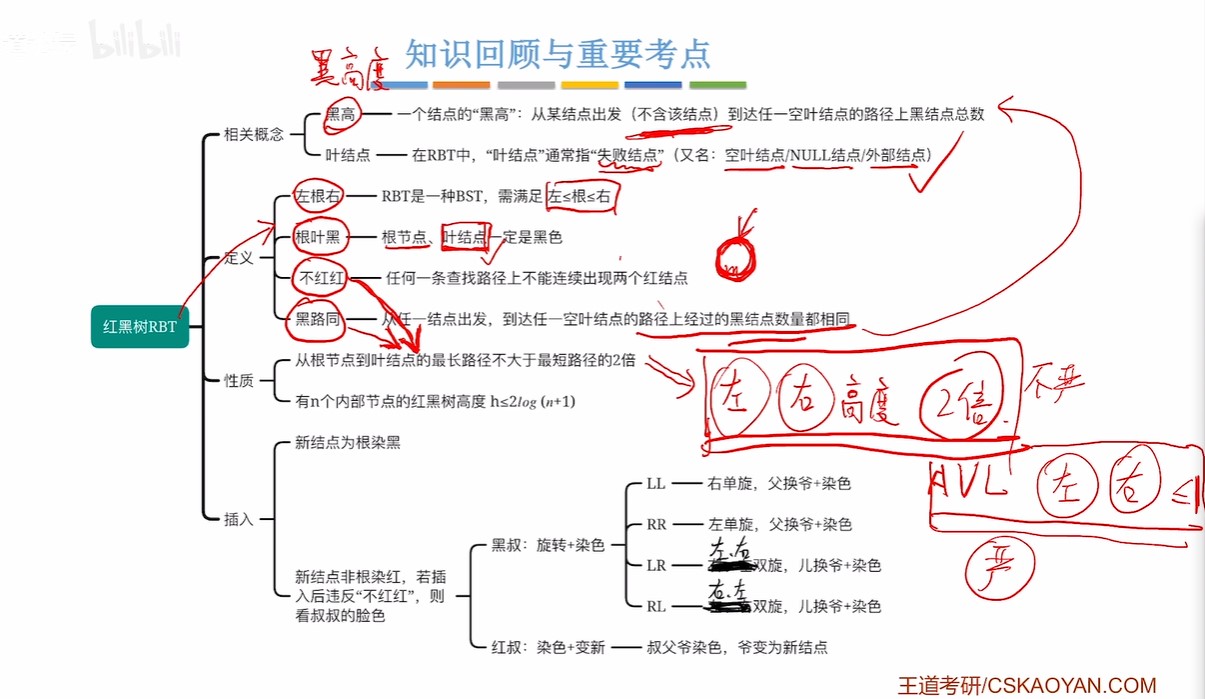 bilibili
知识回顾与重要考点
黑高度
黑高 一个结点的“黑高”：从某结点出发（不含该结点）到达任一空叶结点的路径上黑结点总数
相关概念
叶结点 在RBT中，“叶结点”通常指“失败结点”（又名：空叶结点/NULL结点/外部结点）
左根右 RBT是一种BST，需满足 左≤根≤右
根叶黑 根节点、叶结点一定是黑色
定义
不红红 任何一条查找路径上不能连续出现两个红结点
黑路同 从任一结点出发，到达任一空叶结点的路径上经过的黑结点数量都相同
红黑树RBT
从根节点到叶结点的最长路径不大于最短路径的2倍
性质
有n个内部节点的红黑树高度 h≤2log (n+1)
左 右 高度 2倍 不严
AVL 左 右 ≤1
严
新结点为根染黑
插入
新结点非根染红，若插
入后违反“不红红”，则
看叔叔的脸色
黑叔：旋转+染色
LL 右单旋，父换爷+染色
RR 左单旋，父换爷+染色
左、右
LR 双旋，儿换爷+染色
右、左
RL 双旋，儿换爷+染色
红叔：染色+变新 叔父爷染色，爷变为新结点
王道考研/CSKAOYAN.COM